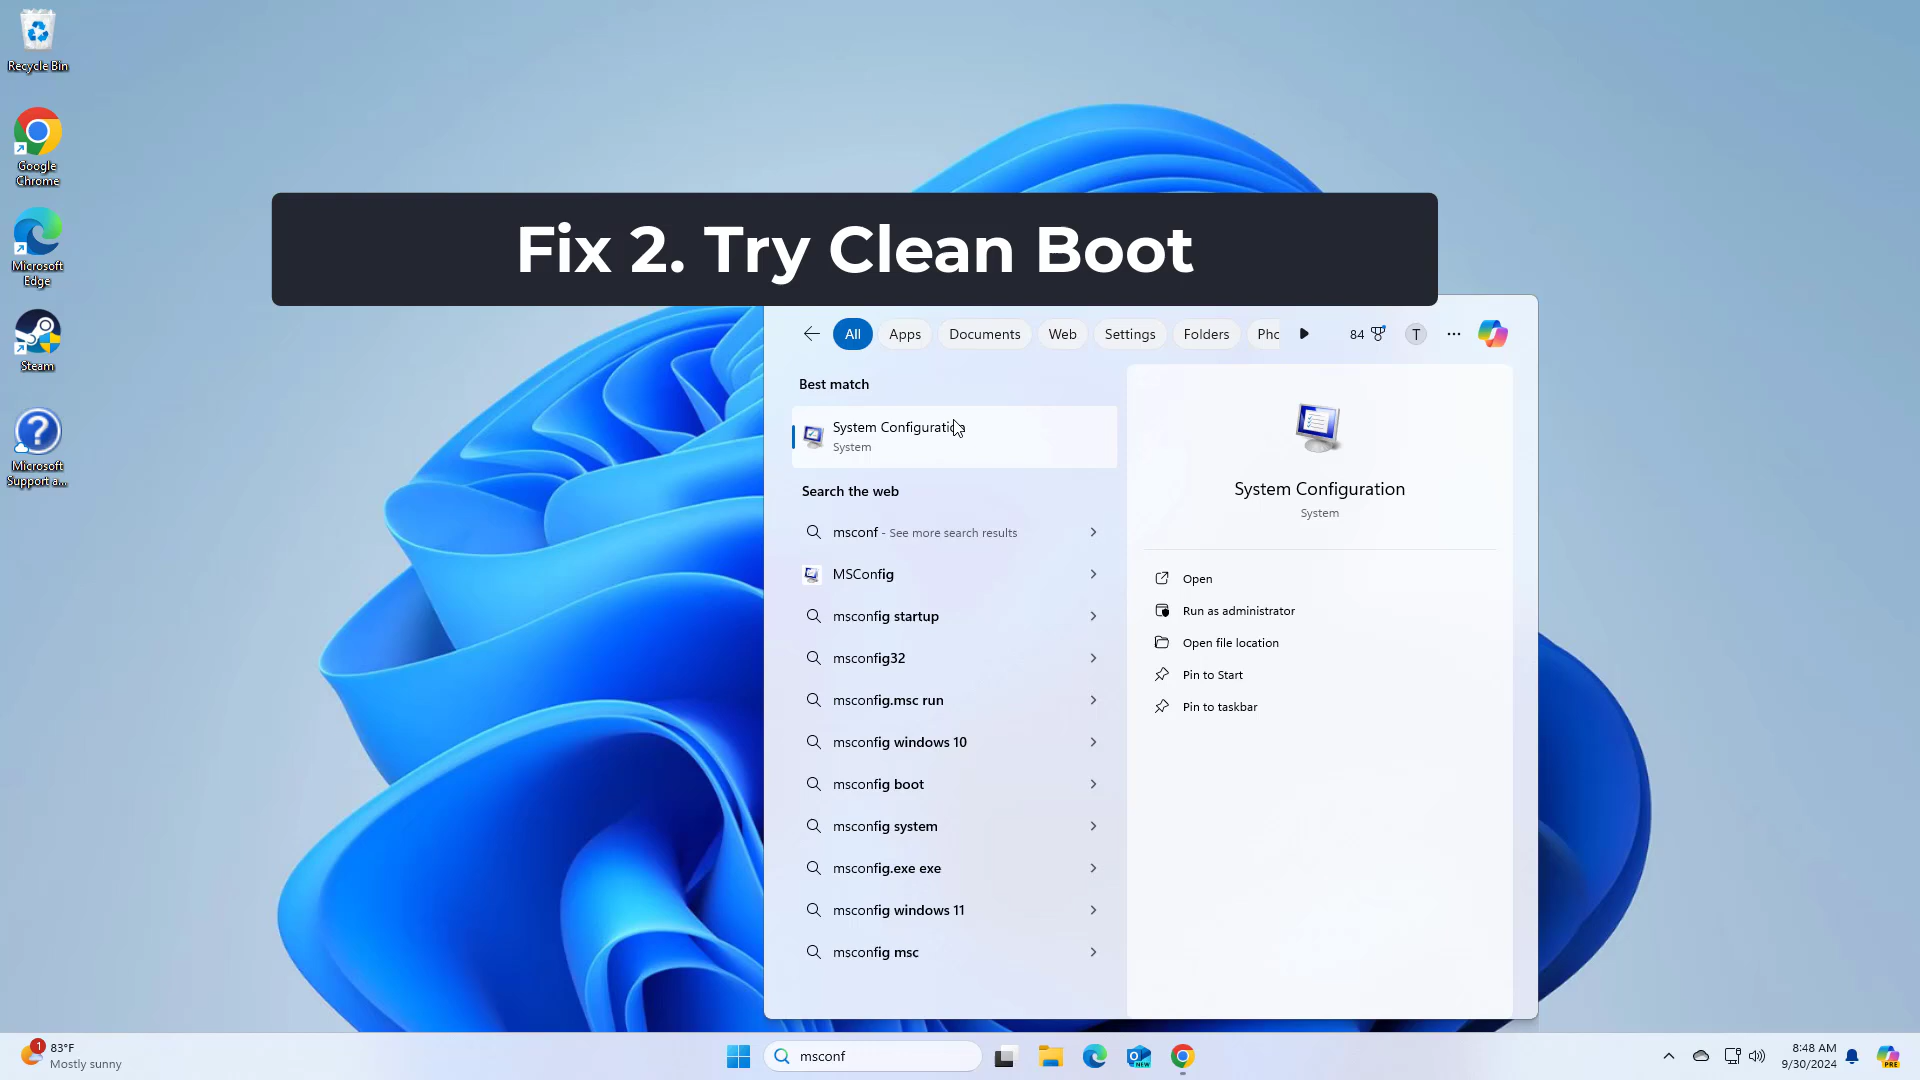 Recycle Bin
Google
Chrome
Microsoft
Edge
Steam
Microsoft
Support a...
Fix 2. Try Clean Boot
All
Apps
Documents
Web
Settings
Folders
Pho
84
T
Best match
System Configuration
System
Search the web
msconf - See more search results
MSConfig
msconfig startup
msconfig32
msconfig.msc run
msconfig windows 10
msconfig boot
msconfig system
msconfig.exe exe
msconfig windows 11
msconfig msc
System Configuration
System
Open
Run as administrator
Open file location
Pin to Start
Pin to taskbar
1
83°F
Mostly sunny
msconf
NEW
8:48 AM
9/30/2024
PRE